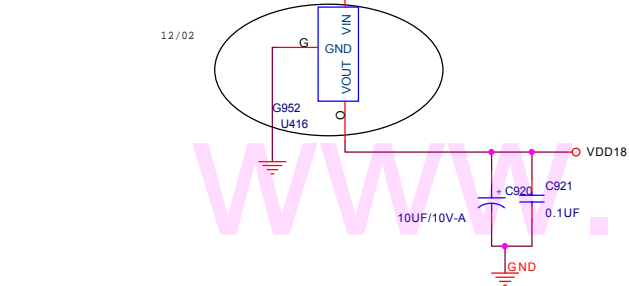 VIN
12/02
G
GND
VOUT
G952
O
U416
VDD18
+
C920
C921
10UF/10V-A
0.1UF
WWW.
GND